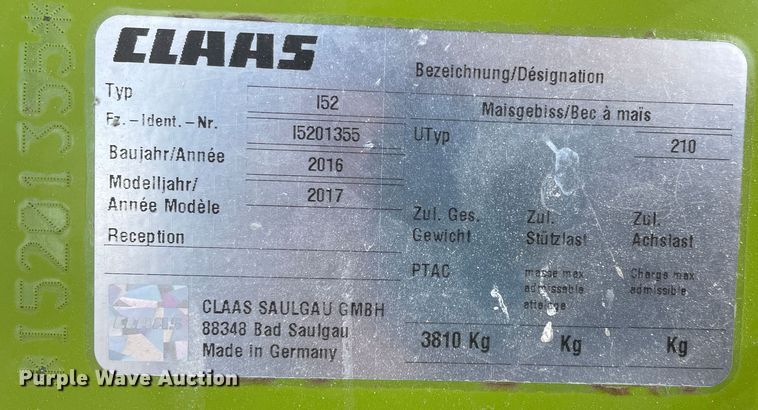 *I5201355*
CLAAS
Bezeichnung/Désignation
Typ I52 Maisgebiss/Bec à maïs
Fz.-Ident.-Nr. I5201355 UTyp 210
Baujahr/Année 2016
Modelljahr/
Année Modèle 2017
Zul. Ges. Zul. Zul.
Gewicht Stützlast Achslast
Reception
PTAC masse max Charge max
admissible admissible
attelage
CLAAS
CLAAS SAULGAU GMBH
88348 Bad Saulgau
Made in Germany
3810 Kg Kg Kg
Purple Wave Auction